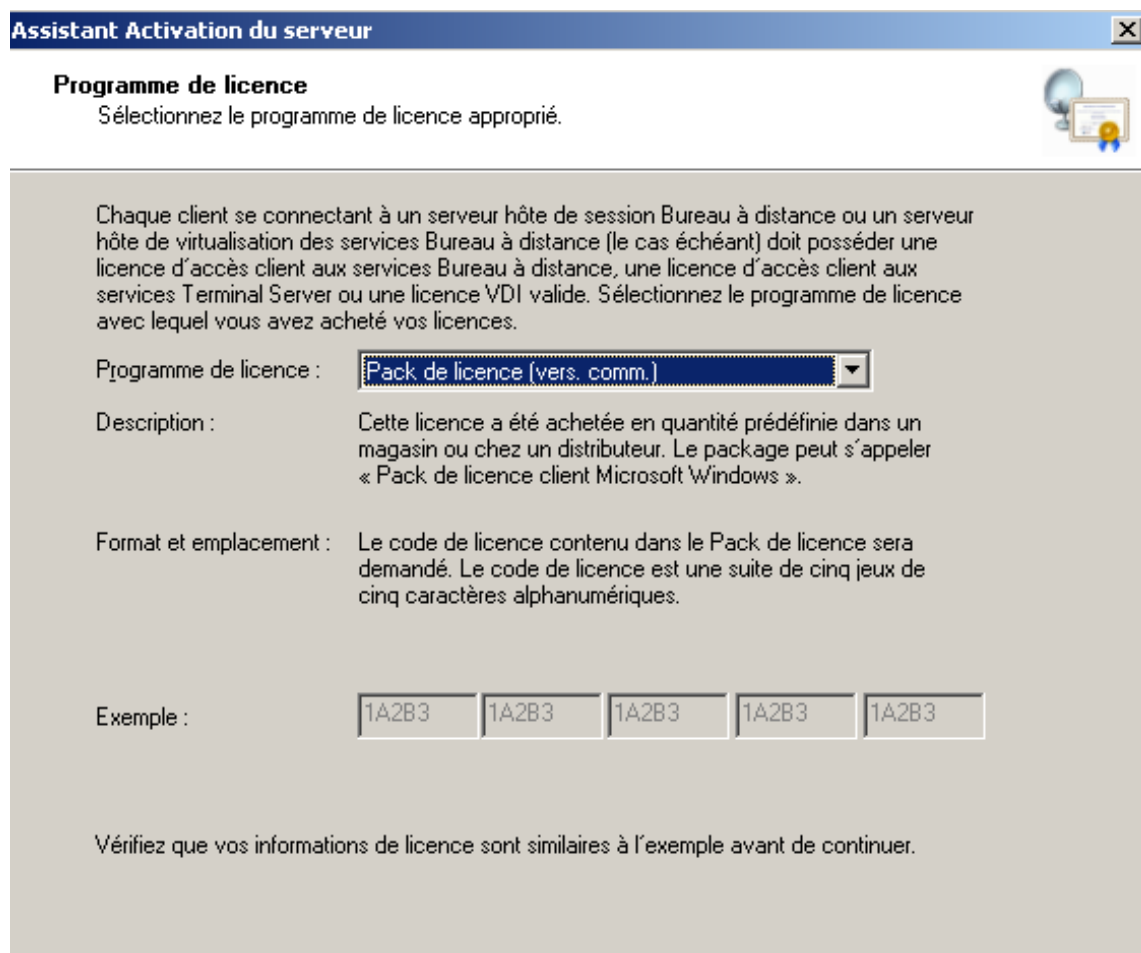 Assistant Activation du serveur
Programme de licence
Sélectionnez le programme de licence approprié.
Chaque client se connectant à un serveur hôte de session Bureau à distance ou un serveur
hôte de virtualisation des services Bureau à distance (le cas échéant) doit posséder une
licence d´accès client aux services Bureau à distance, une licence d´accès client aux
services Terminal Server ou une licence VDI valide. Sélectionnez le programme de licence
avec lequel vous avez acheté vos licences.
Programme de licence : Pack de licence (vers. comm.)
Description : Cette licence a été achetée en quantité prédéfinie dans un
magasin ou chez un distributeur. Le package peut s´appeler
« Pack de licence client Microsoft Windows ».
Format et emplacement : Le code de licence contenu dans le Pack de licence sera
demandé. Le code de licence est une suite de cinq jeux de
cinq caractères alphanumériques.
Exemple : 1A2B3 1A2B3 1A2B3 1A2B3 1A2B3
Vérifiez que vos informations de licence sont similaires à l´exemple avant de continuer.